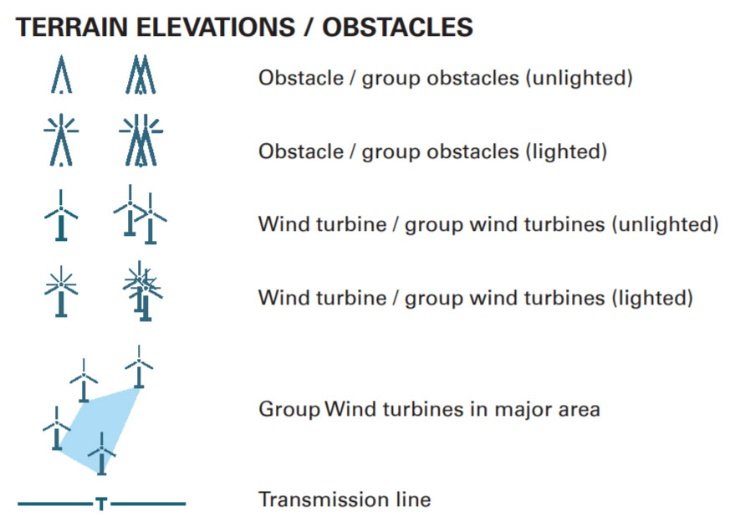 TERRAIN ELEVATIONS / OBSTACLES
Obstacle / group obstacles (unlighted)
Obstacle / group obstacles (lighted)
Wind turbine / group wind turbines (unlighted)
Wind turbine / group wind turbines (lighted)
Group Wind turbines in major area
T
Transmission line